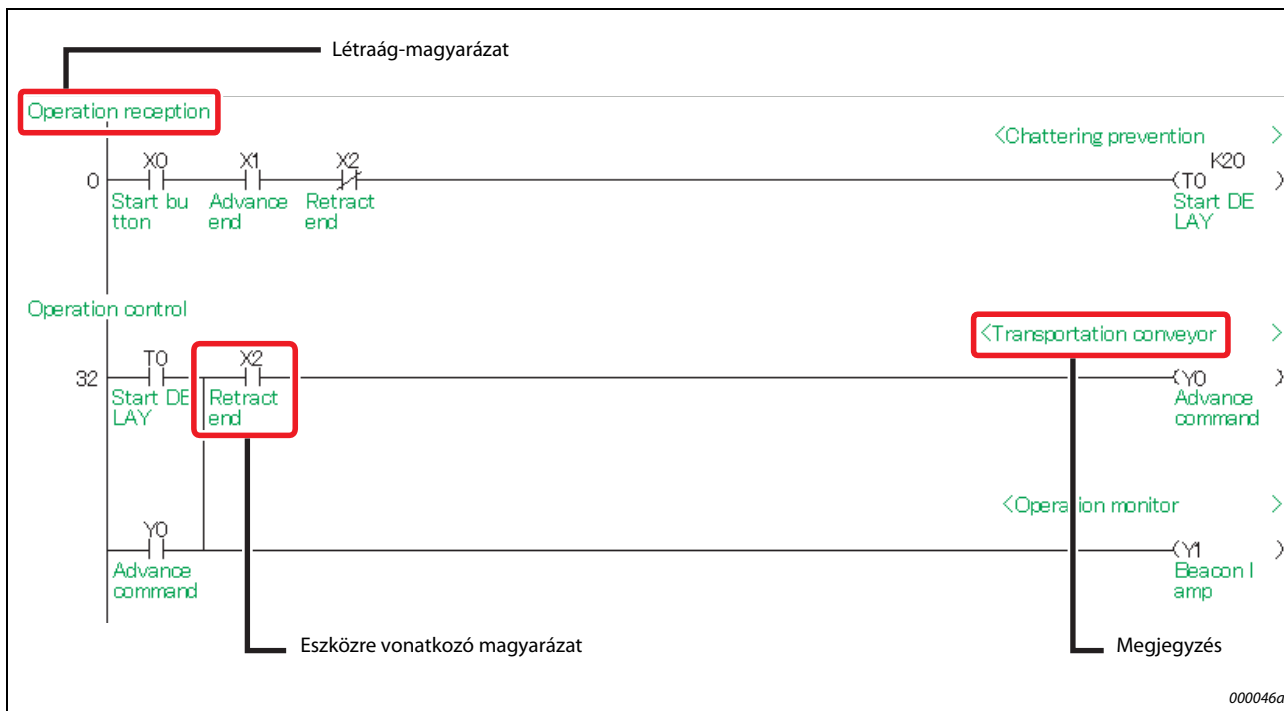 Létraág-magyarázat
Operation reception
<Chattering prevention >
X0 X1 X2 K20
0 (T0 )
Start bu Advance Retract Start DE
tton end end LAY
Operation control
<Transportation conveyor >
T0 X2
32 (Y0 )
Start DE Retract Advance
LAY end command
<Operation monitor >
Y0
(Y1 )
Advance Beacon l
command amp
Eszközre vonatkozó magyarázat Megjegyzés
000046a